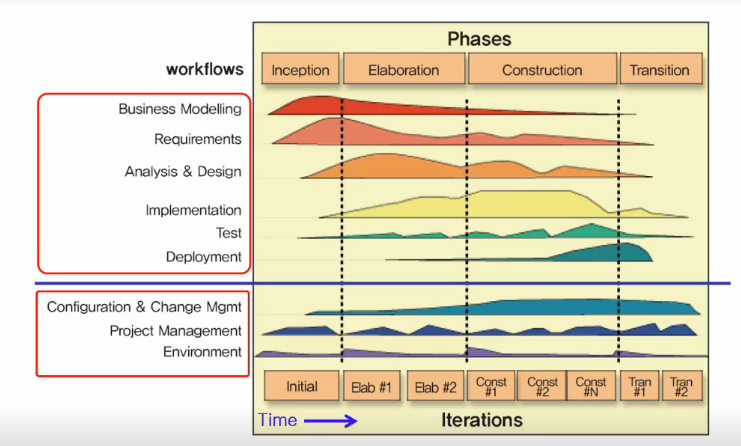 Phases
workflows
Inception
Elaboration
Construction
Transition
Business Modelling
Requirements
Analysis & Design
Implementation
Test
Deployment
Configuration & Change Mgmt
Project Management
Environment
Initial
Elab #1
Elab #2
Const
#1
Const
#2
Const
#N
Tran
#1
Tran
#2
Time
Iterations